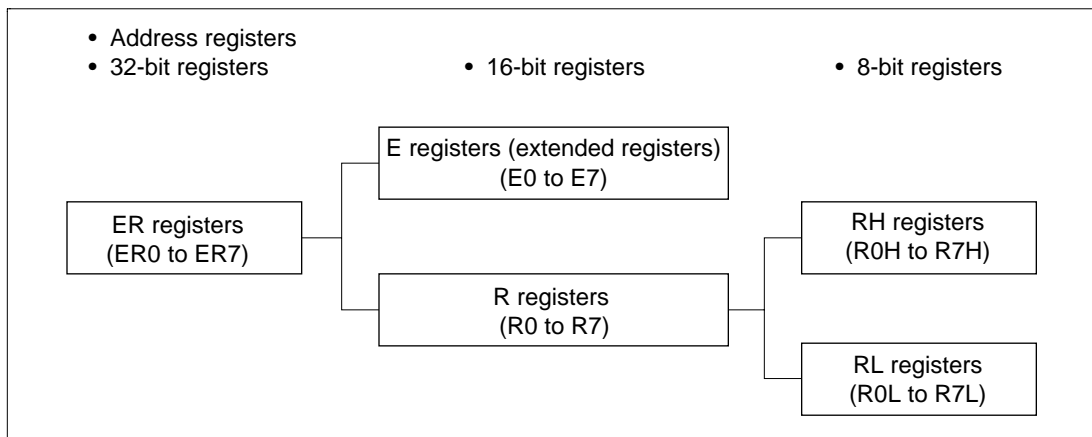 • Address registers
• 32-bit registers
• 16-bit registers
• 8-bit registers
E registers (extended registers)
(E0 to E7)
ER registers
(ER0 to ER7)
RH registers
(R0H to R7H)
R registers
(R0 to R7)
RL registers
(R0L to R7L)